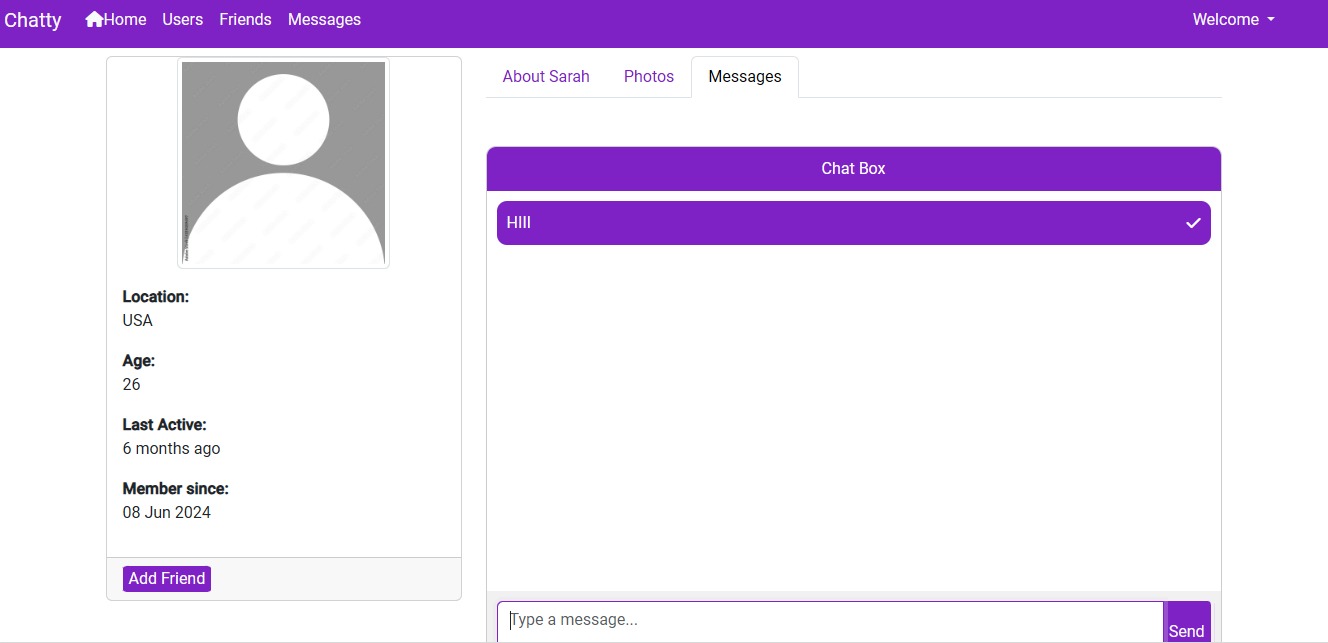 Chatty Home Users Friends Messages Welcome
About Sarah Photos Messages
Chat Box
HIII
Location:
USA
Age:
26
Last Active:
6 months ago
Member since:
08 Jun 2024
Add Friend
Type a message...
Send